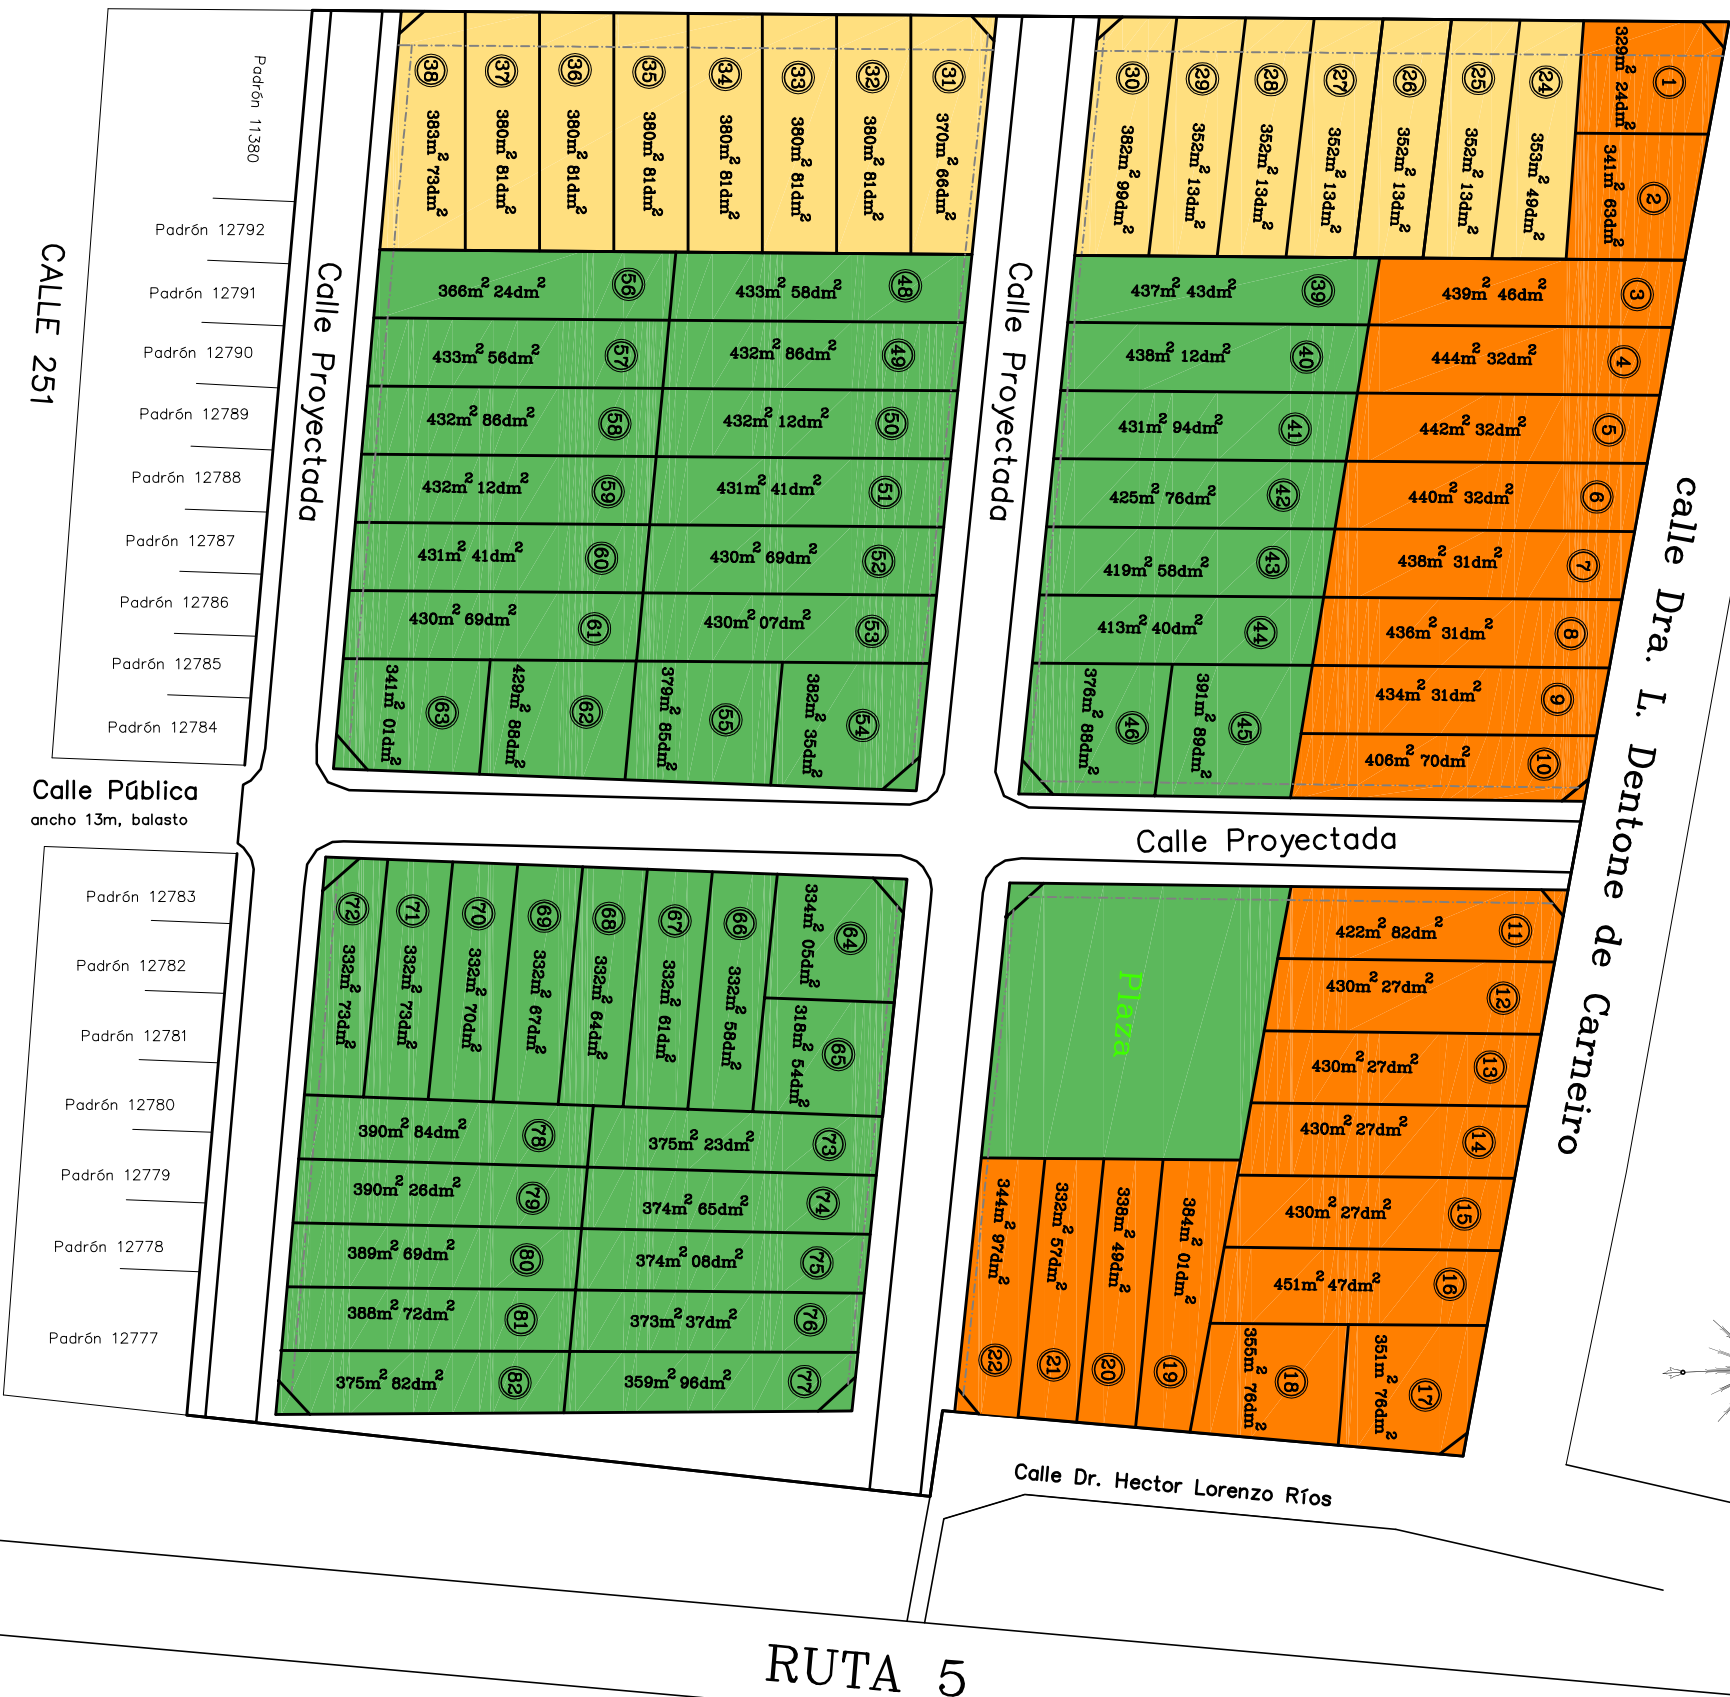 Padrón 11380
Padrón 12792
Padrón 12791
Padrón 12790
Padrón 12789
Padrón 12788
Padrón 12787
Padrón 12786
Padrón 12785
Padrón 12784
CALLE 251
Calle Pública
ancho 13m, balasto
Padrón 12783
Padrón 12782
Padrón 12781
Padrón 12780
Padrón 12779
Padrón 12778
Padrón 12777
Calle Proyectada
38 383m² 73dm²
37 380m² 81dm²
36 380m² 81dm²
35 380m² 81dm²
34 380m² 81dm²
33 380m² 81dm²
32 380m² 81dm²
31 370m² 66dm²
366m² 24dm² 56
433m² 58dm² 48
433m² 56dm² 57
432m² 86dm² 49
432m² 86dm² 58
432m² 12dm² 50
432m² 12dm² 59
431m² 41dm² 51
431m² 41dm² 60
430m² 69dm² 52
430m² 69dm² 61
430m² 07dm² 53
341m² 01dm² 63
429m² 88dm² 62
379m² 85dm² 55
382m² 35dm² 54
Calle Proyectada
30 382m² 99dm²
29 352m² 13dm²
28 352m² 13dm²
27 352m² 13dm²
26 352m² 13dm²
25 352m² 13dm²
24 353m² 49dm²
1 329m² 24dm²
2 341m² 63dm²
437m² 43dm² 39
439m² 46dm² 3
438m² 12dm² 40
444m² 32dm² 4
431m² 94dm² 41
442m² 32dm² 5
425m² 76dm² 42
440m² 32dm² 6
419m² 58dm² 43
438m² 31dm² 7
413m² 40dm² 44
436m² 31dm² 8
434m² 31dm² 9
376m² 88dm² 46
391m² 89dm² 45
406m² 70dm² 10
calle Dra. L. Dentone de Carneiro
Calle Proyectada
72 332m² 73dm²
71 332m² 73dm²
70 332m² 70dm²
69 332m² 67dm²
68 332m² 64dm²
67 332m² 61dm²
66 332m² 58dm²
64 334m² 05dm²
65 318m² 54dm²
390m² 84dm² 78
375m² 23dm² 73
390m² 26dm² 79
374m² 65dm² 74
389m² 69dm² 80
374m² 08dm² 75
388m² 72dm² 81
373m² 37dm² 76
375m² 82dm² 82
359m² 96dm² 77
Plaza
422m² 82dm² 11
430m² 27dm² 12
430m² 27dm² 13
430m² 27dm² 14
430m² 27dm² 15
451m² 47dm² 16
344m² 97dm² 22
332m² 57dm² 21
338m² 49dm² 20
384m² 01dm² 19
355m² 76dm² 18
351m² 76dm² 17
Calle Dr. Hector Lorenzo Ríos
RUTA 5